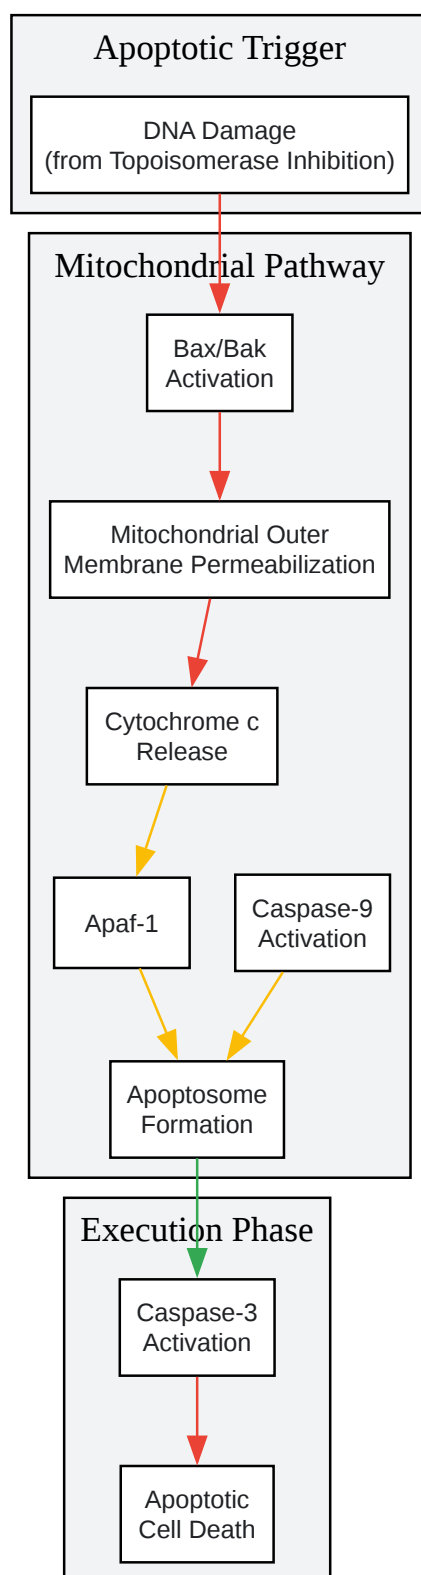 Apoptotic Trigger
DNA Damage
(from Topoisomerase Inhibition)
Mitochondrial Pathway
Bax/Bak
Activation
Mitochondrial Outer
Membrane Permeabilization
Cytochrome c
Release
Apaf-1
Caspase-9
Activation
Apoptosome
Formation
Execution Phase
Caspase-3
Activation
Apoptotic
Cell Death